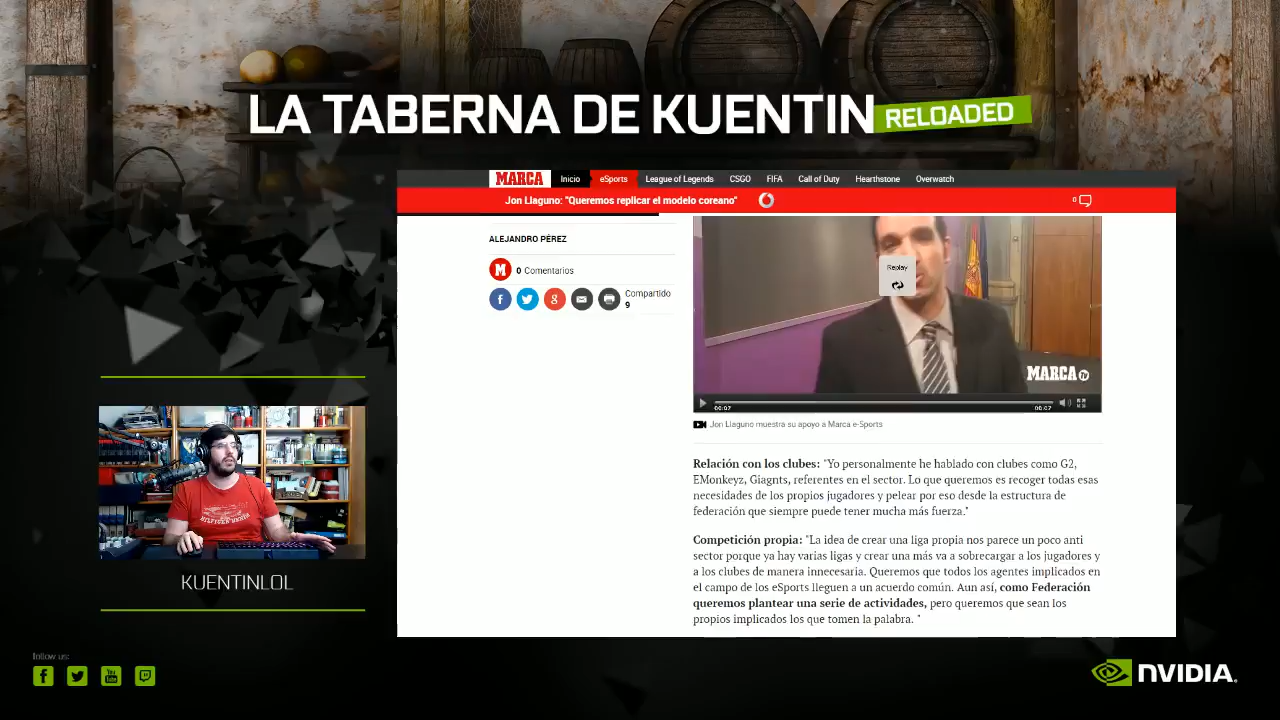 LA TABERNA DE KUENTIN RELOADED
MARCA Inicio eSports League of Legends CSGO FIFA Call of Duty Hearthstone Overwatch
Jon Llaguno: "Queremos replicar el modelo coreano" 0
ALEJANDRO PÉREZ
M 0 Comentarios
Compartido
9
Replay
MARCA TV
00:07 00:07
Jon Llaguno muestra su apoyo a Marca e-Sports
Relación con los clubes: "Yo personalmente he hablado con clubes como G2,
EMonkeyz, Giagnts, referentes en el sector. Lo que queremos es recoger todas esas
necesidades de los propios jugadores y pelear por eso desde la estructura de
federación que siempre puede tener mucha más fuerza."
Competición propia: "La idea de crear una liga propia nos parece un poco anti
sector porque ya hay varias ligas y crear una más va a sobrecargar a los jugadores y
a los clubes de manera innecesaria. Queremos que todos los agentes implicados en
el campo de los eSports lleguen a un acuerdo común. Aun así, como Federación
queremos plantear una serie de actividades, pero queremos que sean los
propios implicados los que tomen la palabra. "
KUENTINLOL
follow us:
You Tube
NVIDIA.